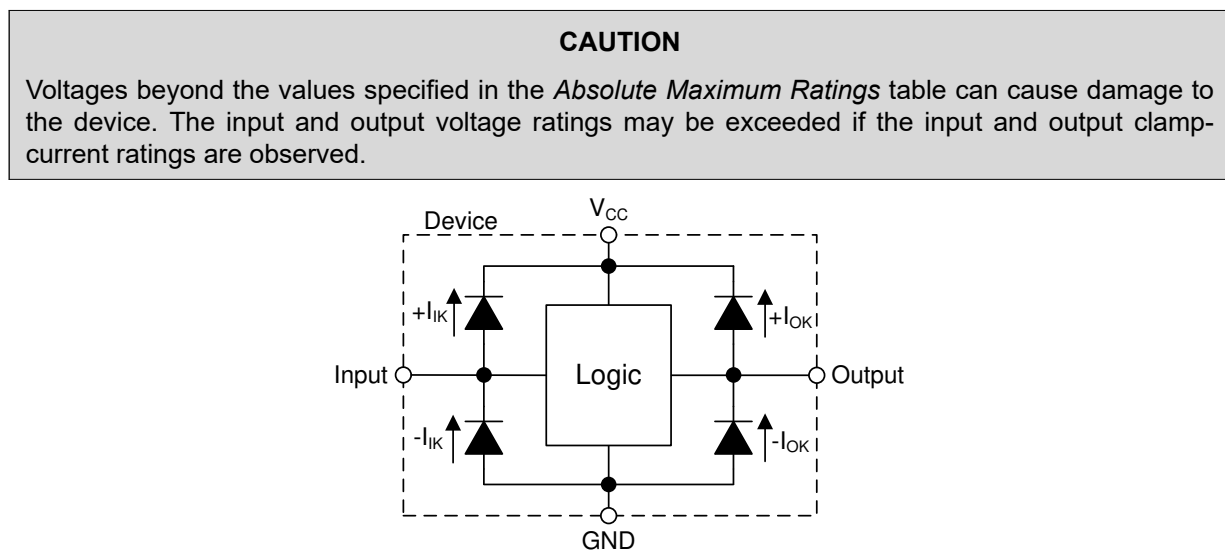 CAUTION
Voltages beyond the values specified in the Absolute Maximum Ratings table can cause damage to
the device. The input and output voltage ratings may be exceeded if the input and output clamp-
current ratings are observed.
VCC
Device
+IIK
+IOK
Input
Logic
Output
-IIK
-IOK
GND